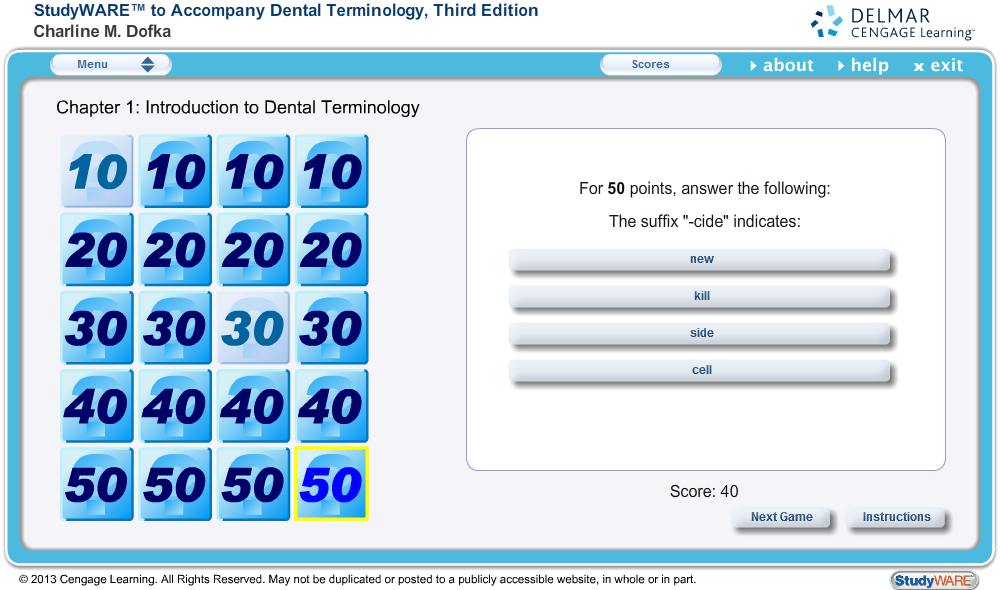 StudyWARE™ to Accompany Dental Terminology, Third Edition
Charline M. Dofka
DELMAR
CENGAGE Learning™
Menu
Scores
about
help
x exit
Chapter 1: Introduction to Dental Terminology
10 10 10 10
20 20 20 20
30 30 30 30
40 40 40 40
50 50 50 50
For 50 points, answer the following:
The suffix "-cide" indicates:
new
kill
side
cell
Score: 40
Next Game
Instructions
© 2013 Cengage Learning. All Rights Reserved. May not be duplicated or posted to a publicly accessible website, in whole or in part.
StudyWARE™